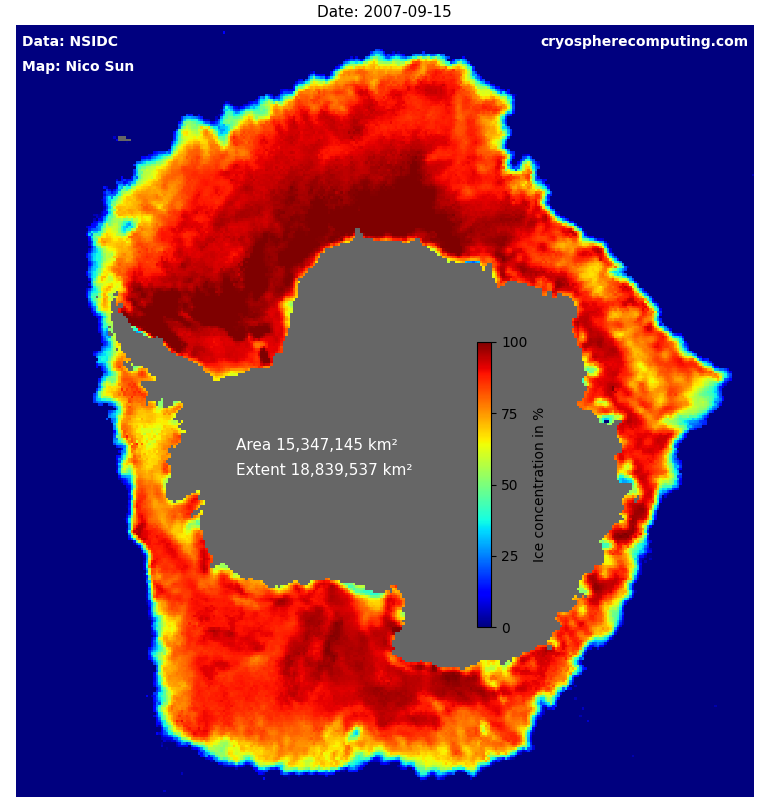 Date: 2007-09-15
Data: NSIDC
cryospherecomputing.com
Map: Nico Sun
100
75
50
25
0
Ice concentration in %
Area 15,347,145 km²
Extent 18,839,537 km²